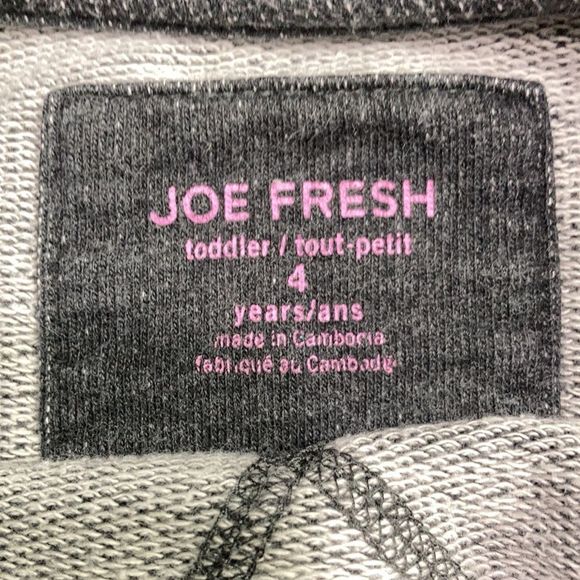 JOE FRESH
toddler / tout-petit
4
years/ans
made in Cambodia
fabriqué au Cambodge